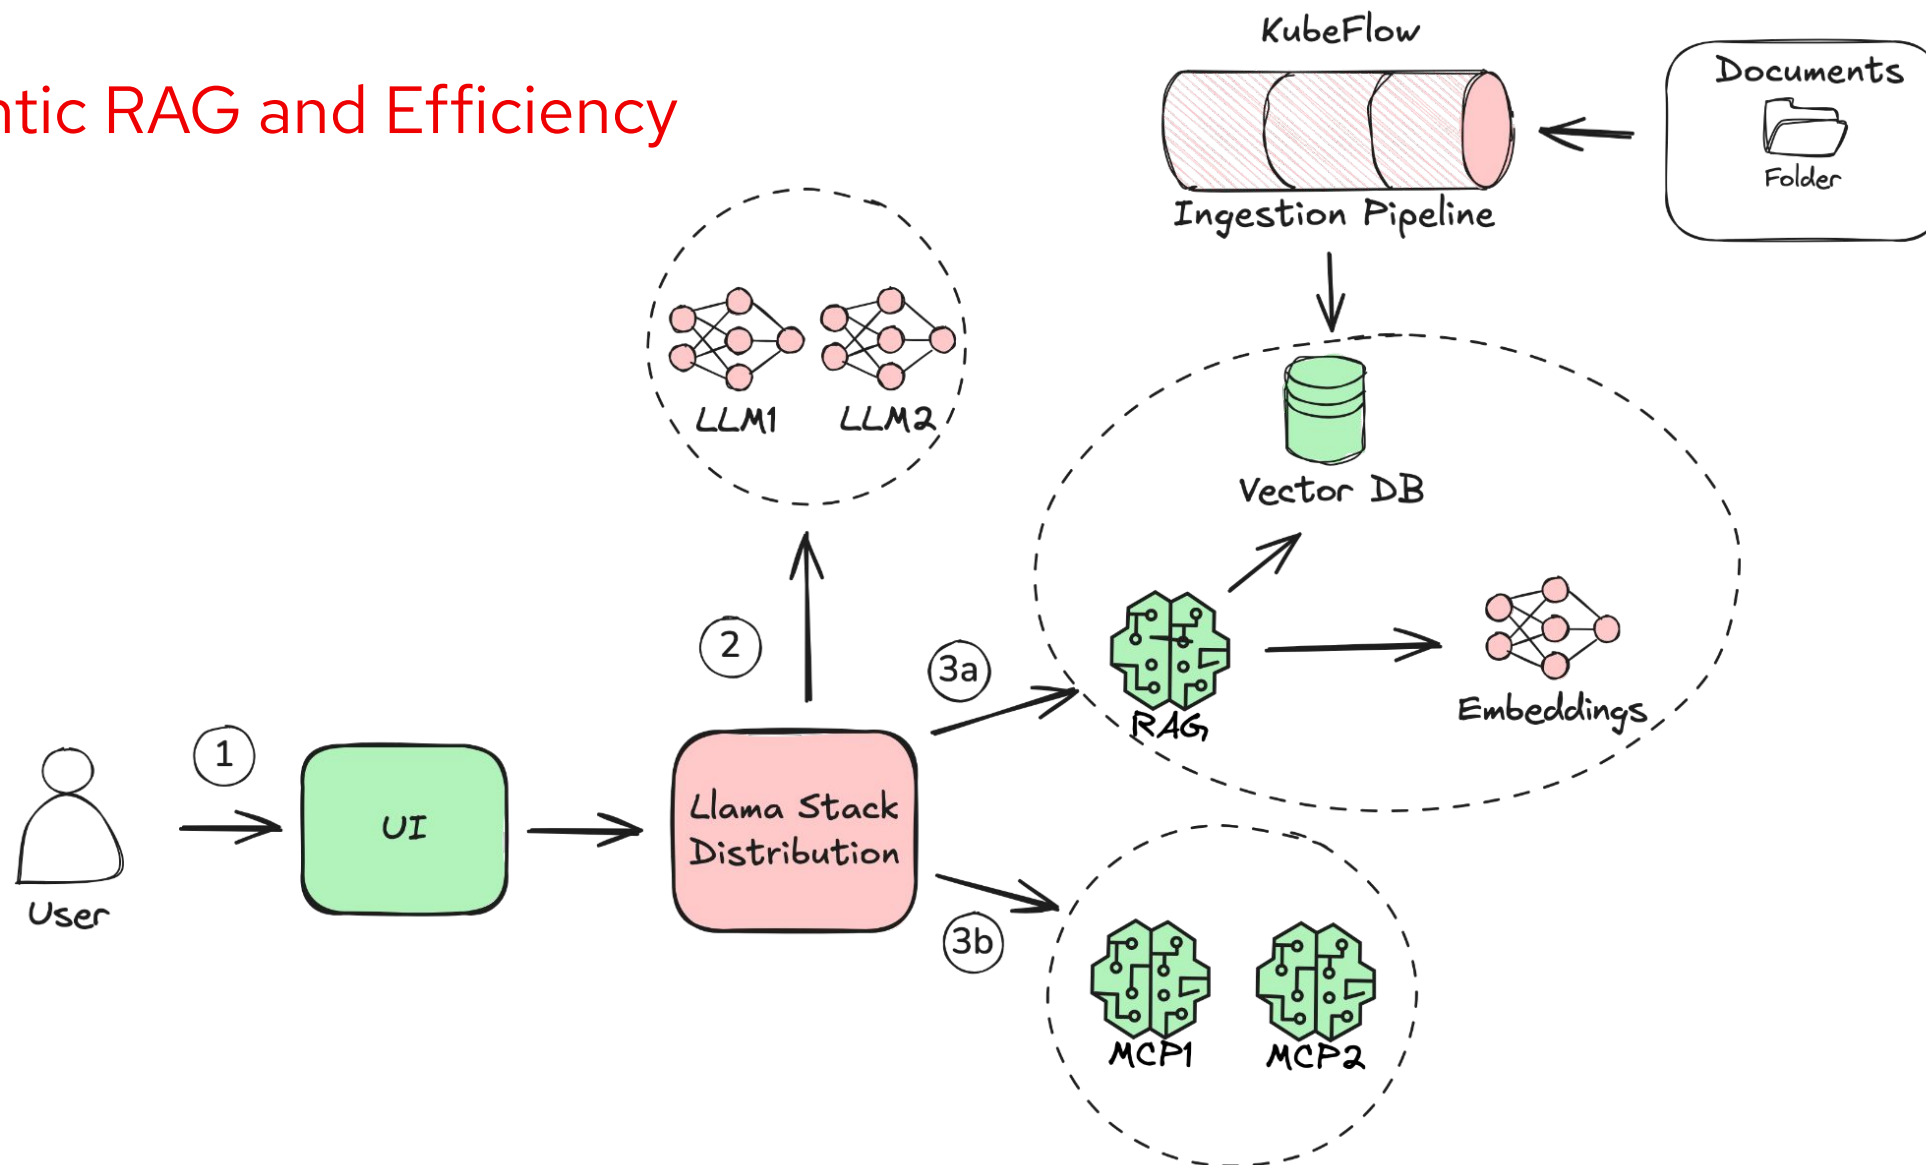 ntic RAG and Efficiency
KubeFlow
Documents
Folder
Ingestion Pipeline
LLM1
LLM2
Vector DB
2
3a
RAG
Embeddings
1
UI
Llama Stack
Distribution
User
3b
MCP1
MCP2